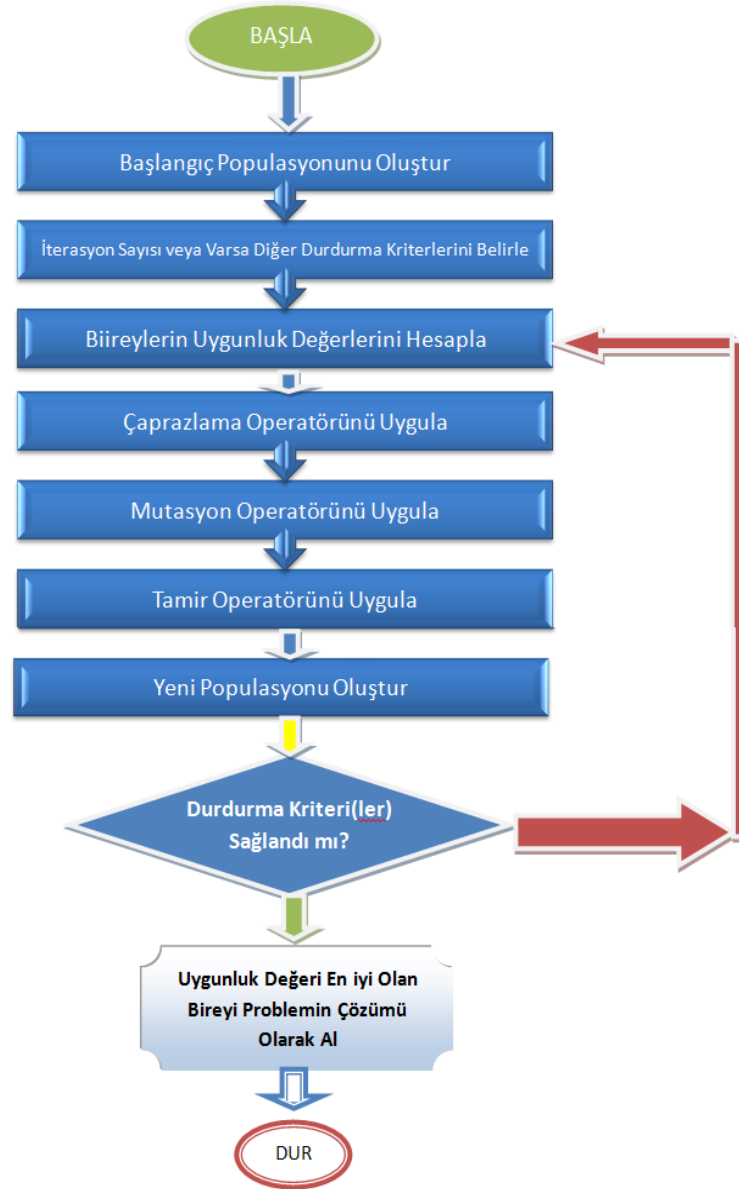 BAŞLA
Başlangıç Populasyonunu Oluştur
İterasyon Sayısı veya Varsa Diğer Durdurma Kriterlerini Belirle
Biireylerin Uygunluk Değerlerini Hesapla
Çaprazlama Operatörünü Uygula
Mutasyon Operatörünü Uygula
Tamir Operatörünü Uygula
Yeni Populasyonu Oluştur
Durdurma Kriteri(ler)
Sağlandı mı?
Uygunluk Değeri En iyi Olan
Bireyi Problemin Çözümö
Olarak Al
DUR